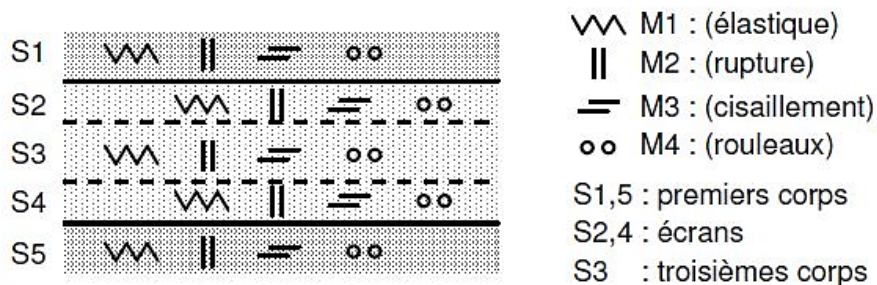 S1
S2
S3
S4
S5
M1 : (élastique)
M2 : (rupture)
M3 : (cisaillement)
M4 : (rouleaux)
S1,5 : premiers corps
S2,4 : écrans
S3 : troisièmes corps